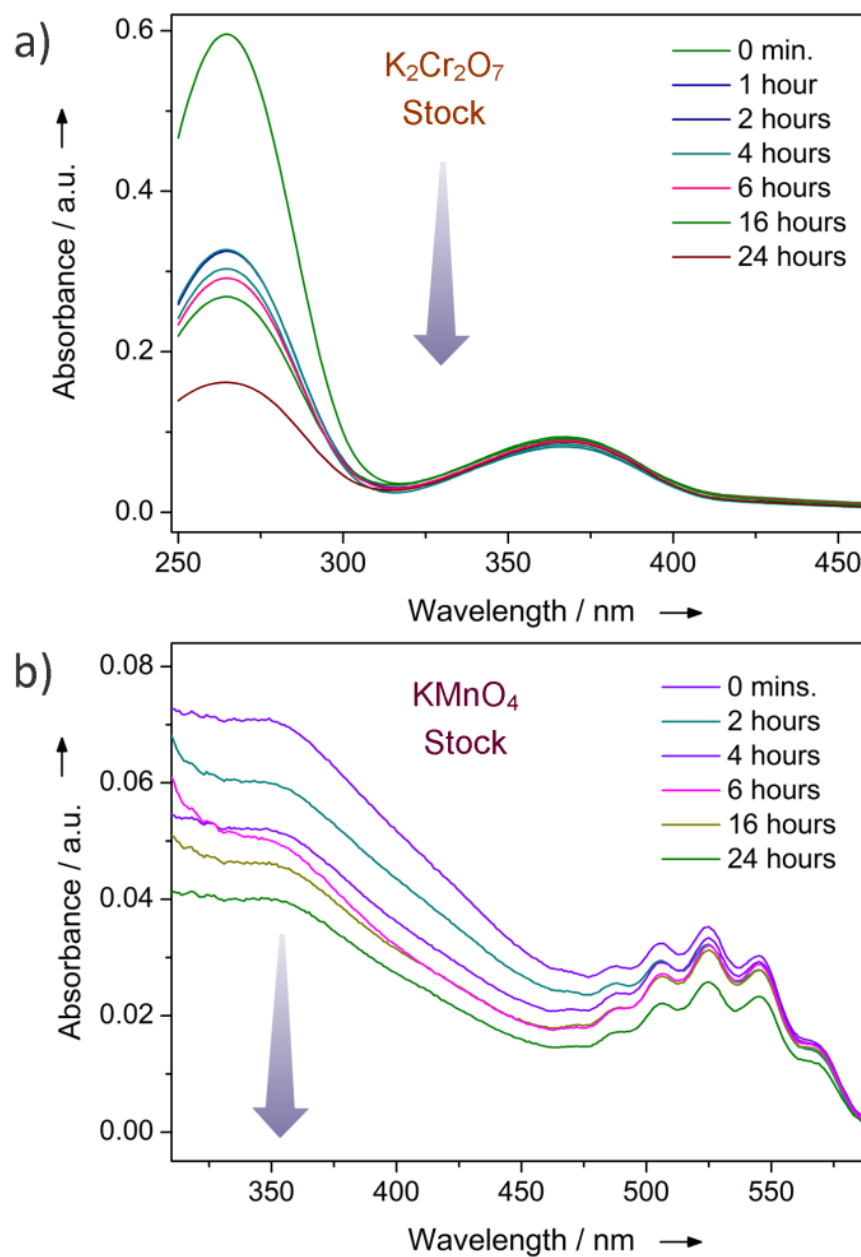 a)
K₂Cr₂O₇
Stock
0 min.
1 hour
2 hours
4 hours
6 hours
16 hours
24 hours
Absorbance / a.u.
0.6
0.4
0.2
0.0
250
300
350
400
450
Wavelength / nm
b)
KMnO₄
Stock
0 mins.
2 hours
4 hours
6 hours
16 hours
24 hours
Absorbance / a.u.
0.08
0.06
0.04
0.02
0.00
350
400
450
500
550
Wavelength / nm